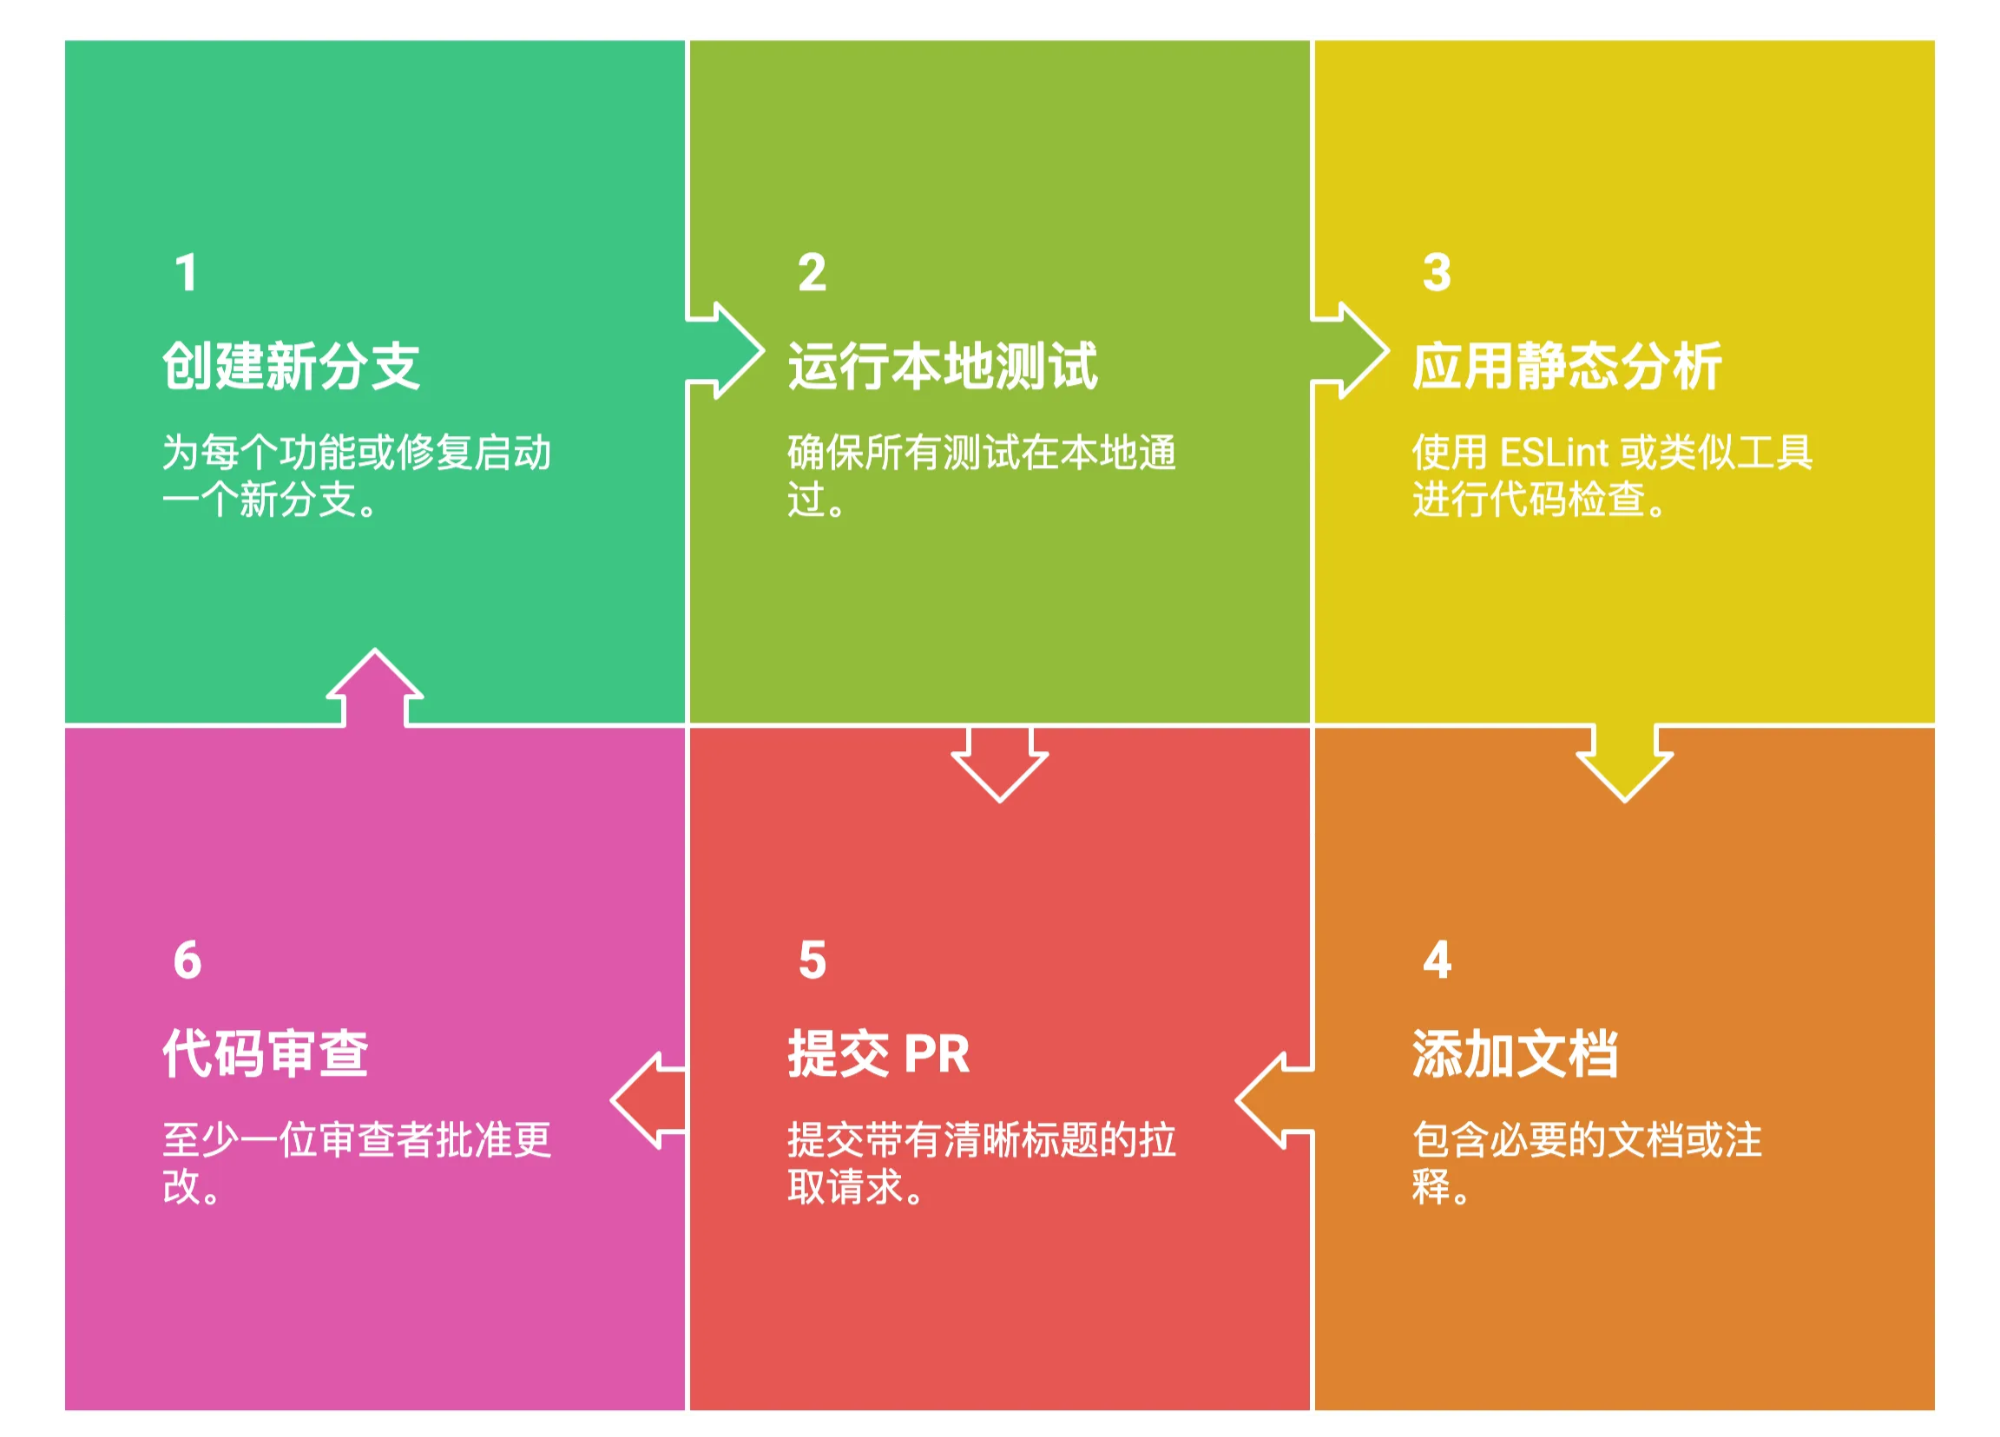 1
创建新分支
为每个功能或修复启动
一个新分支。
2
运行本地测试
确保所有测试在本地通
过。
3
应用静态分析
使用 ESLint 或类似工具
进行代码检查。
4
添加文档
包含必要的文档或注
释。
5
提交 PR
提交带有清晰标题的拉
取请求。
6
代码审查
至少一位审查者批准更
改。